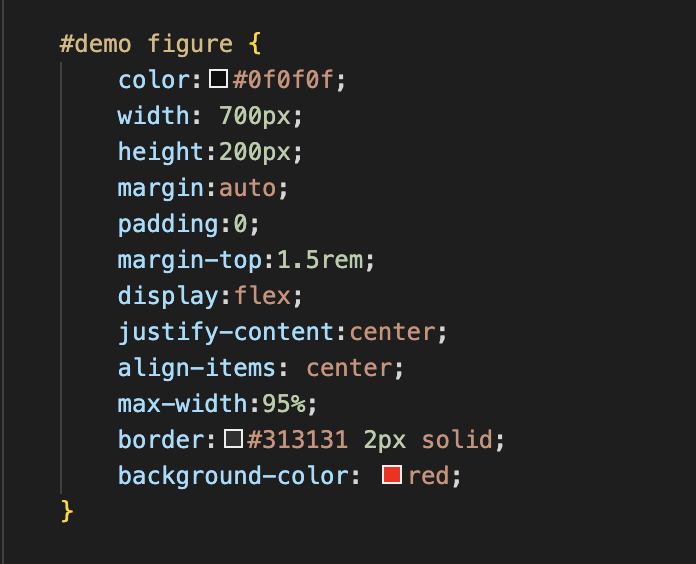 #demo figure {
color:#0f0f0f;
width: 700px;
height:200px;
margin:auto;
padding:0;
margin-top:1.5rem;
display:flex;
justify-content:center;
align-items: center;
max-width:95%;
border:#313131 2px solid;
background-color: red;
}